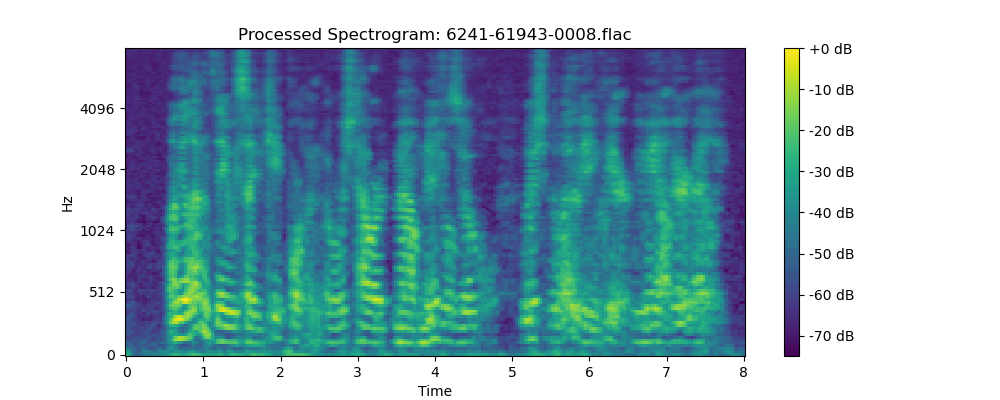 Processed Spectrogram: 6241-61943-0008.flac
+0 dB
-10 dB
-20 dB
-30 dB
-40 dB
-50 dB
-60 dB
-70 dB
Hz
4096
2048
1024
512
0
0 1 2 3 4 5 6 7 8
Time